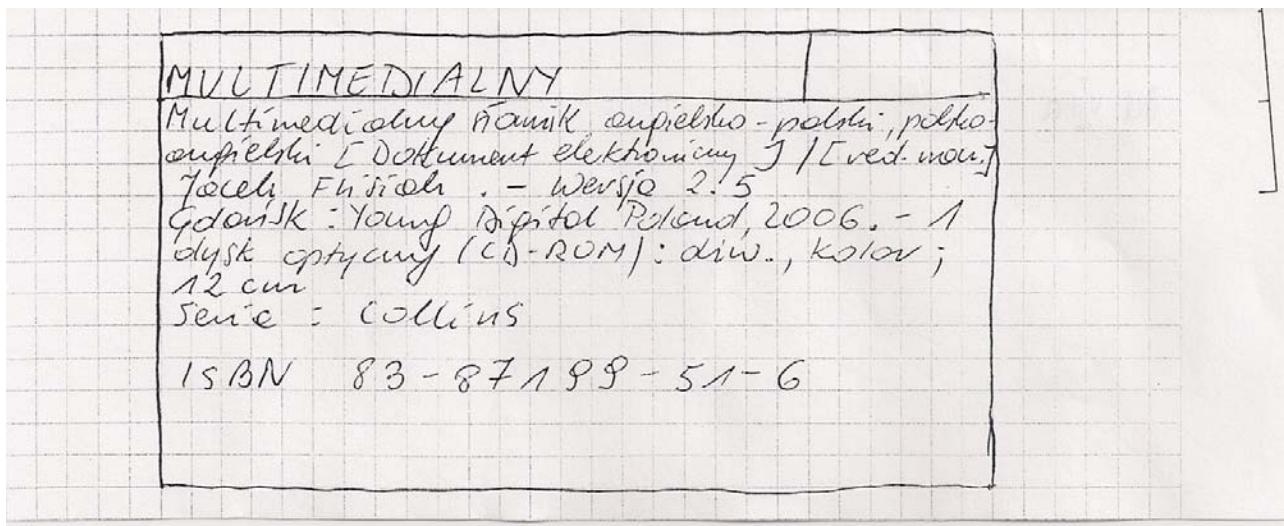 MULTIMEDIALNY
Multimedialny słownik angielsko-polski, polsko-
angielski [Dokument elektroniczny] / [red. nauk.]
Jacek Fisiak . - Wersja 2.5
Gdańsk : Young Digital Poland, 2006. - 1
dysk optyczny (CD-ROM) : dźw., kolor ;
12 cm
Seria : Collins
ISBN 83-87199-51-6